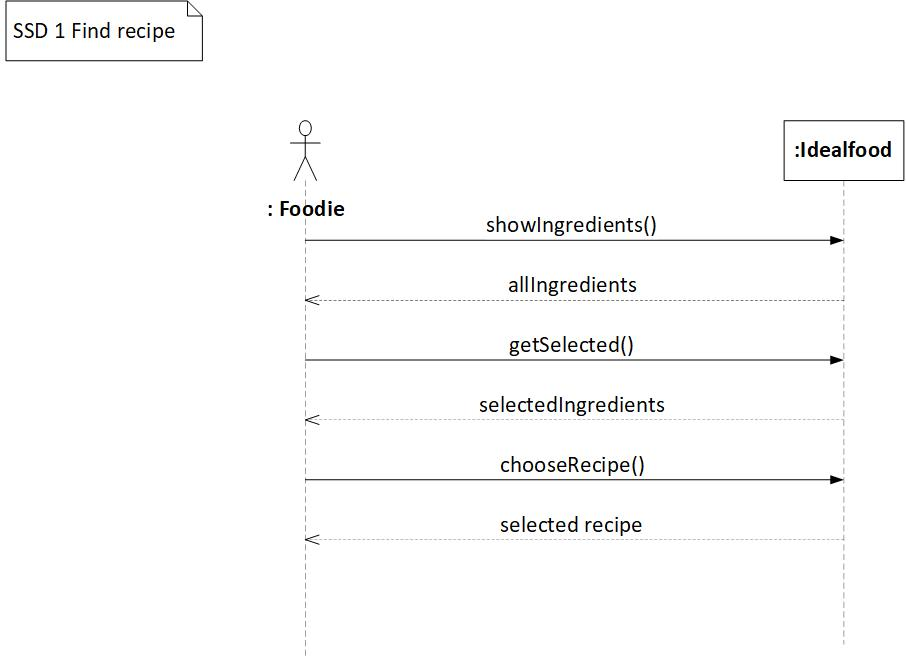 SSD 1 Find recipe
:Idealfood
: Foodie
showIngredients()
allIngredients
getSelected()
selectedIngredients
chooseRecipe()
selected recipe